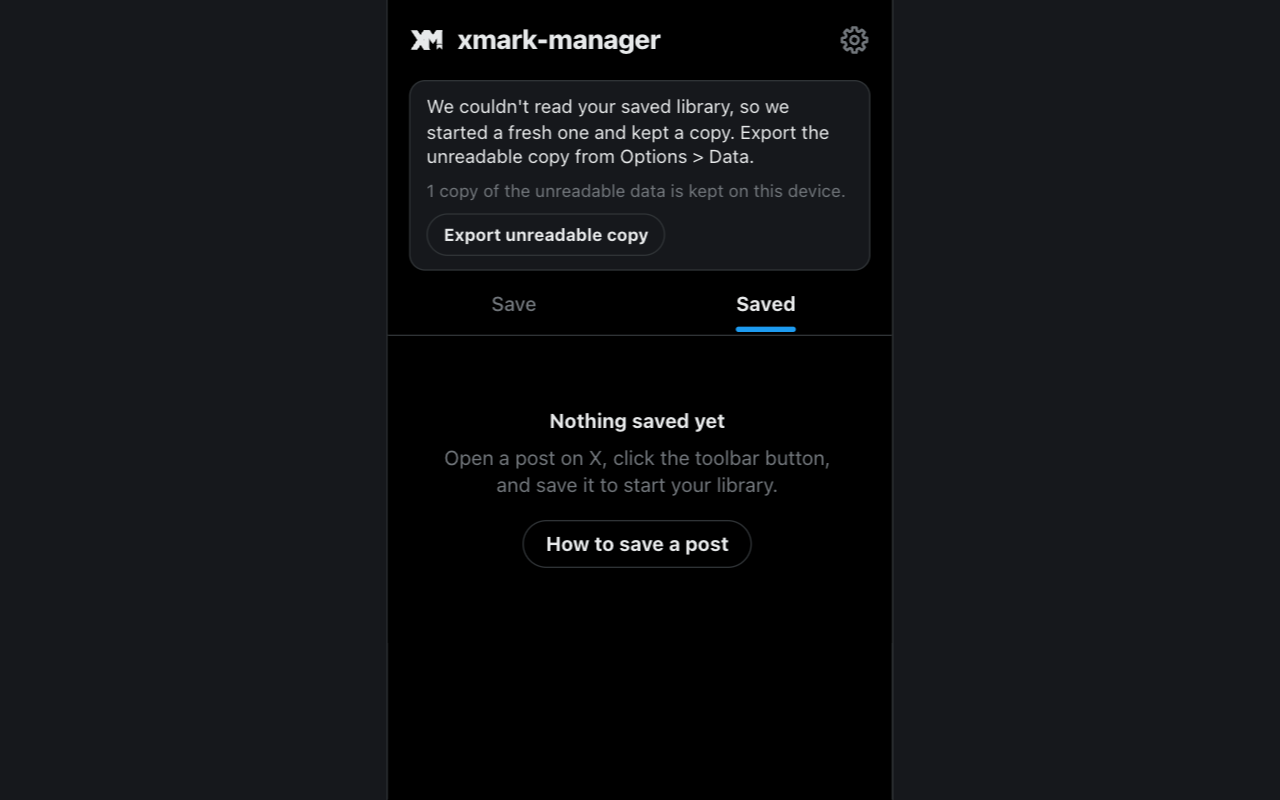 XM xmark-manager
We couldn't read your saved library, so we
started a fresh one and kept a copy. Export the
unreadable copy from Options > Data.
1 copy of the unreadable data is kept on this device.
Export unreadable copy
Save Saved
Nothing saved yet
Open a post on X, click the toolbar button,
and save it to start your library.
How to save a post